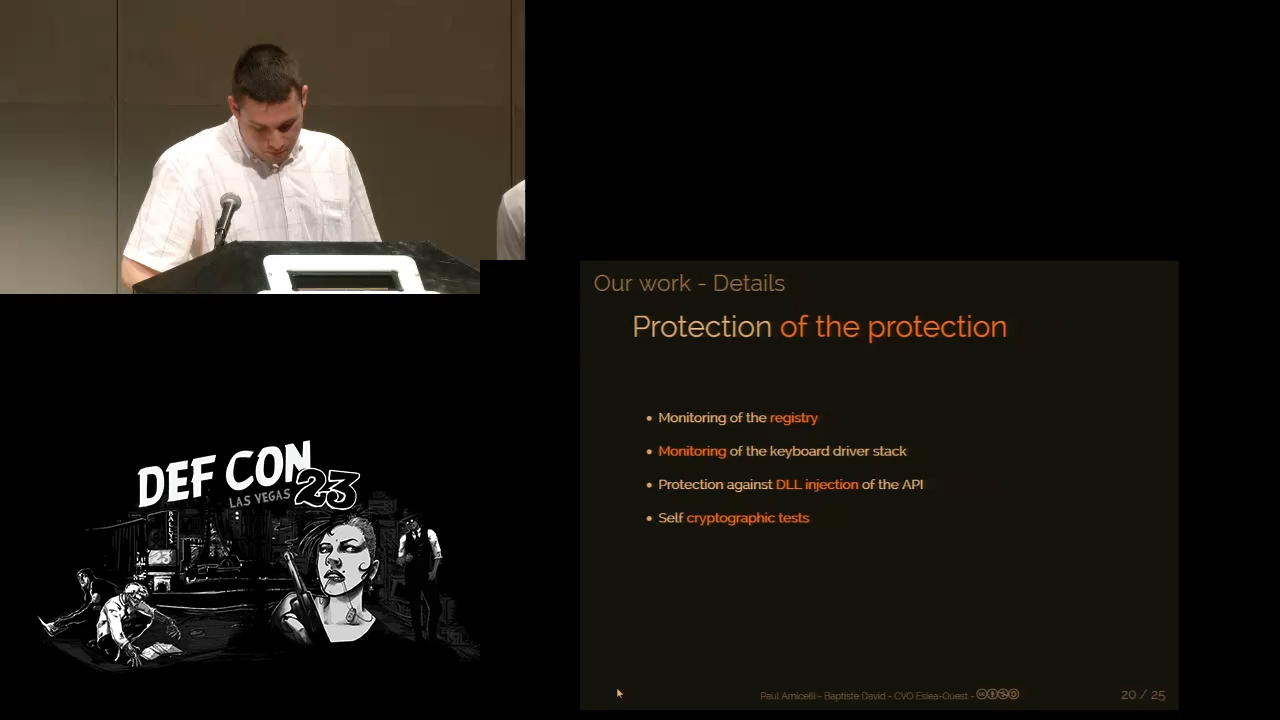 Our work - Details
Protection of the protection
• Monitoring of the registry
• Monitoring of the keyboard driver stack
• Protection against DLL injection of the API
• Self cryptographic tests
Paul Amicelli - Baptiste David - CVO Esiea-Ouest -
20 / 25
DEF CON
LAS VEGAS 23
BALLYS
23